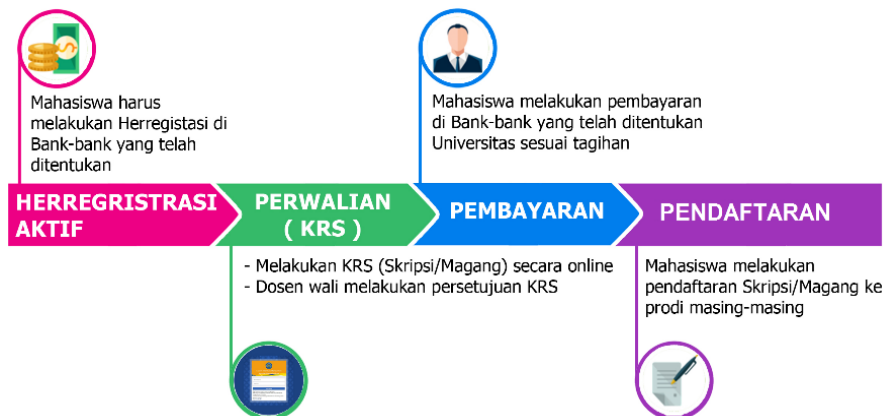 Mahasiswa harus
melakukan Herregistasi di
Bank-bank yang telah
ditentukan
Mahasiswa melakukan pembayaran
di Bank-bank yang telah ditentukan
Universitas sesuai tagihan
HERREGRISTRASI
AKTIF
PERWALIAN
( KRS )
PEMBAYARAN
PENDAFTARAN
- Melakukan KRS (Skripsi/Magang) secara online
- Dosen wali melakukan persetujuan KRS
Mahasiswa melakukan
pendaftaran Skripsi/Magang ke
prodi masing-masing